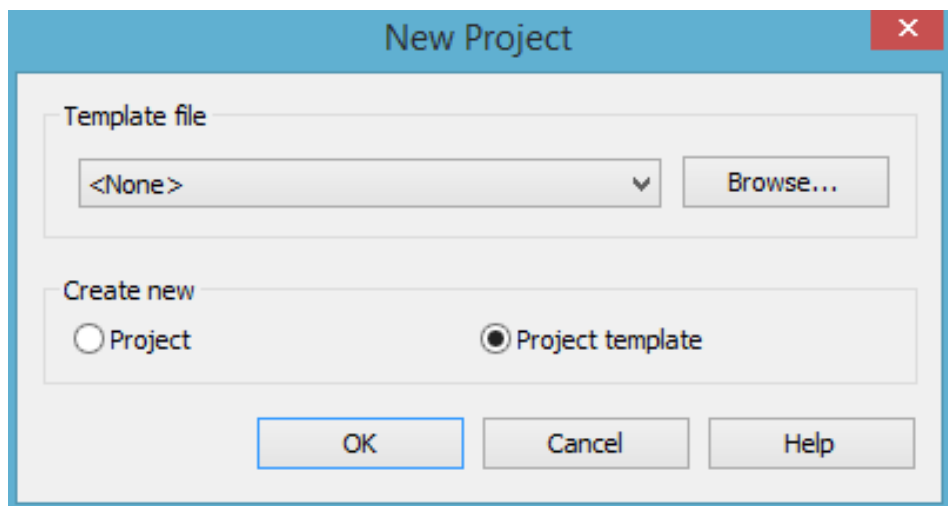 New Project
Template file
<None>
Browse...
Create new
Project
Project template
OK
Cancel
Help